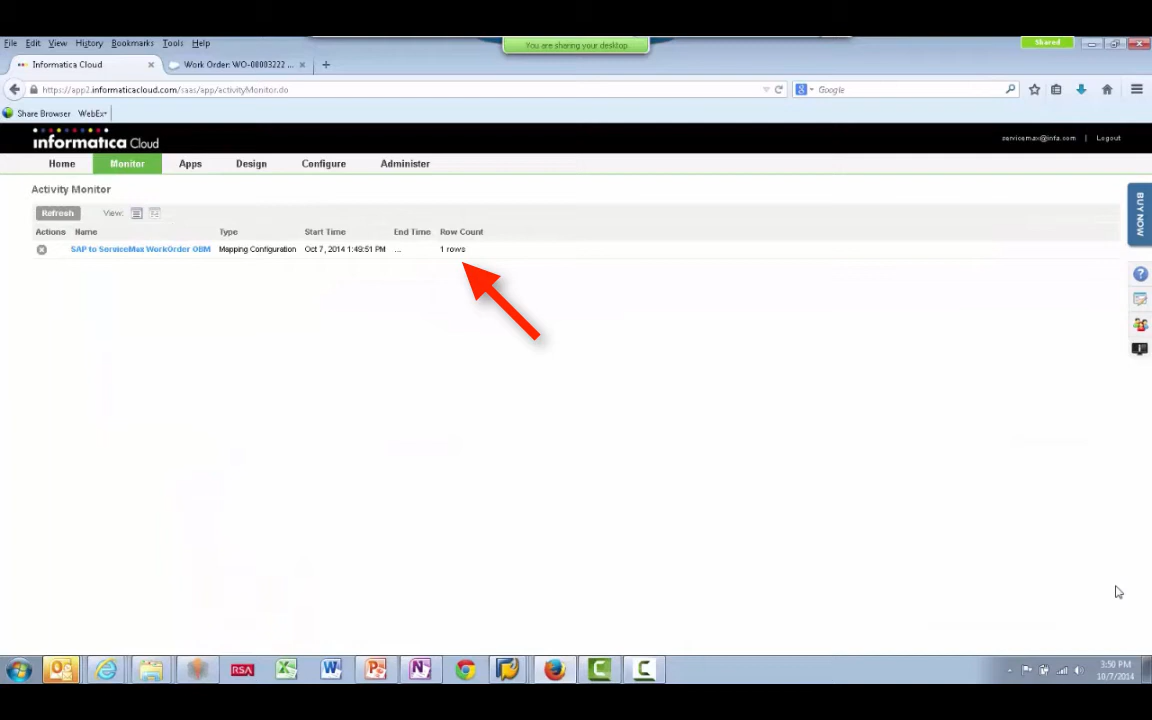 You are sharing your desktop
Shared
File Edit View History Bookmarks Tools Help
Informatica Cloud
Work Order: WO-00003222 ...
https://app2.informaticacloud.com/saas/app/activityMonitor.do
Google
Share Browser WebEx
informatica Cloud
servicemax@infa.com | Logout
Home Monitor Apps Design Configure Administer
Activity Monitor
BUY NOW
Refresh View:
Actions Name Type Start Time End Time Row Count
SAP to ServiceMax WorkOrder OBM Mapping Configuration Oct 7, 2014 1:49:51 PM ... 1 rows
RSA
3:50 PM
10/7/2014